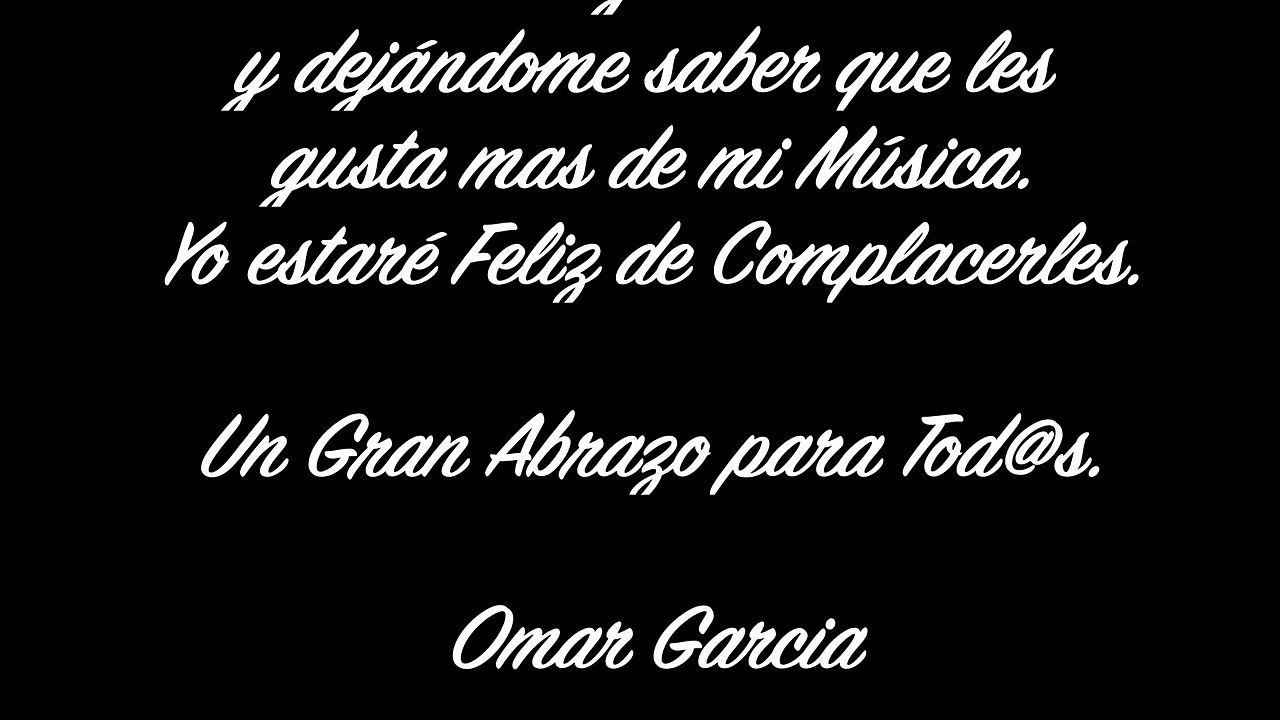 y dejándome saber que les
gusta mas de mi Música.
Yo estaré Feliz de Complacerles.
Un Gran Abrazo para Tod@s.
Omar Garcia